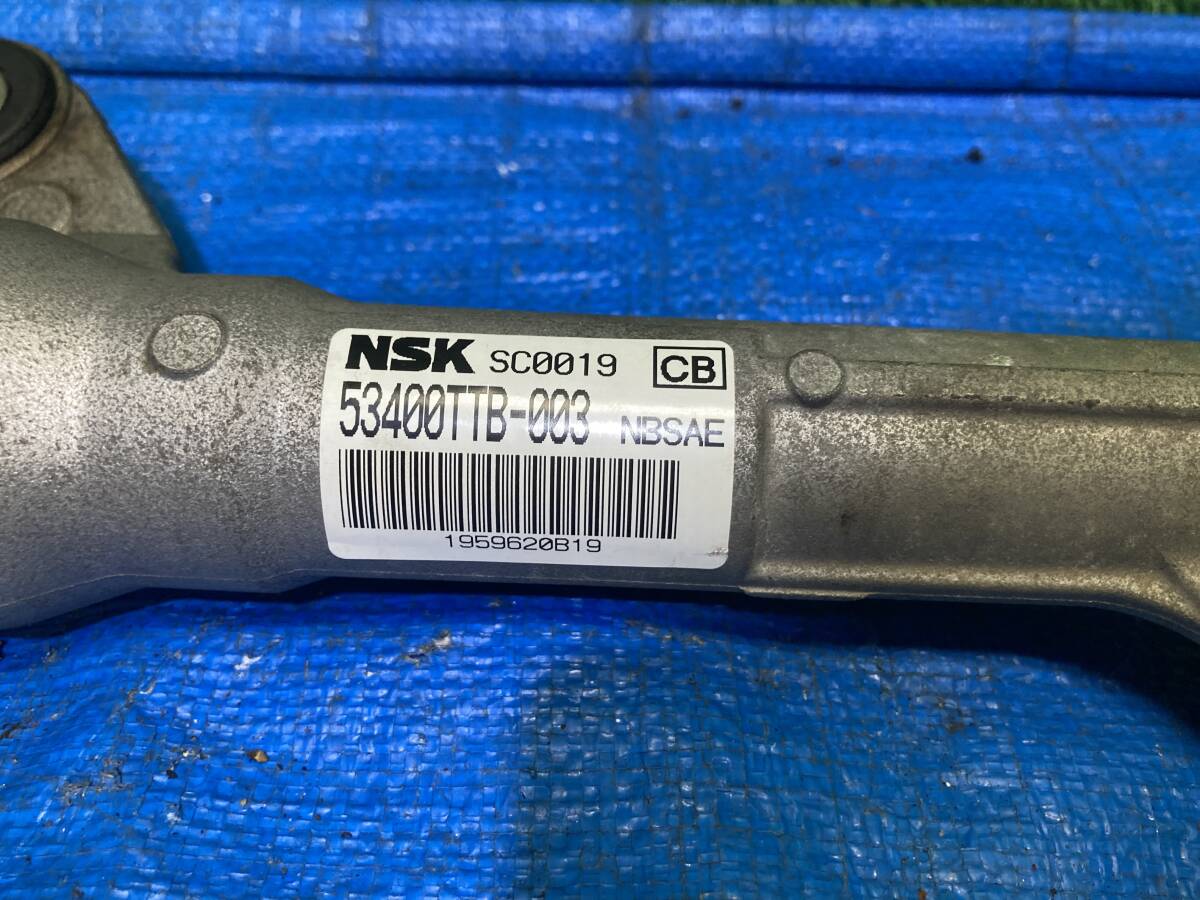 NSK SC0019 CB
53400TTB-003 NBSAE
1959620B19